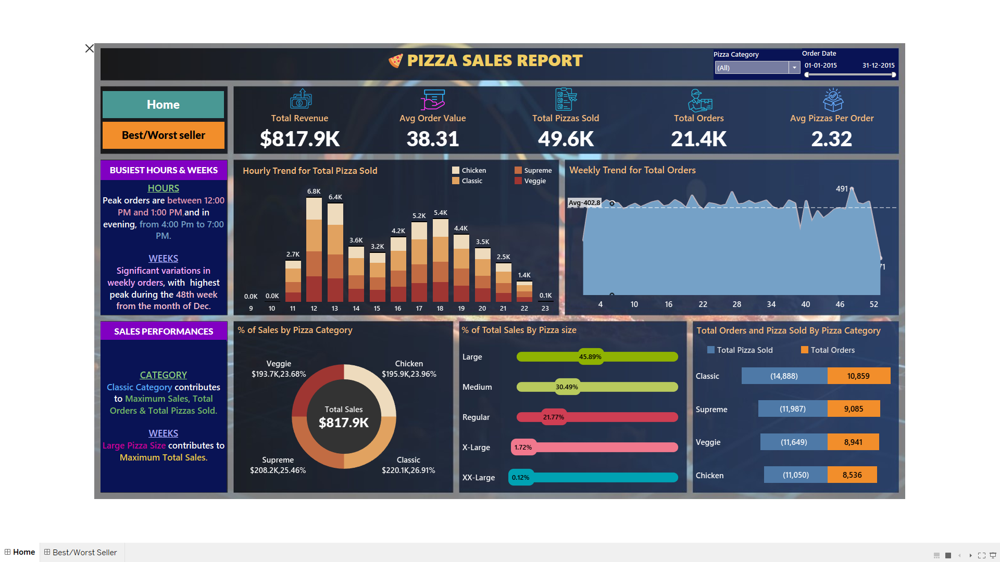 PIZZA SALES REPORT
Pizza Category
(All)
Order Date
01-01-2015
31-12-2015
Home
Best/Worst seller
Total Revenue
$817.9K
Avg Order Value
38.31
Total Pizzas Sold
49.6K
Total Orders
21.4K
Avg Pizzas Per Order
2.32
BUSIEST HOURS & WEEKS
HOURS
Peak orders are between 12:00
PM and 1:00 PM,and in
evening, from 4:00 Pm to 7:00
PM.
WEEKS
Significant variations in
weekly orders, with highest
peak during the 48th week
from the month of Dec.
Hourly Trend for Total Pizza Sold
Chicken
Supreme
Classic
Veggie
0.0K
0.0K
2.7K
6.8K
6.4K
3.6K
3.2K
4.2K
5.2K
5.4K
4.4K
3.5K
2.5K
1.4K
0.1K
9
10
11
12
13
14
15
16
17
18
19
20
21
22
23
Weekly Trend for Total Orders
491
Avg-402.8
71
4
10
16
22
28
34
40
46
52
SALES PERFORMANCES
CATEGORY
Classic Category contributes
to Maximum Sales, Total
Orders & Total Pizzas Sold.
WEEKS
Large Pizza Size contributes to
Maximum Total Sales.
% of Sales by Pizza Category
Veggie
$193.7K,23.68%
Chicken
$195.9K,23.96%
Total Sales
$817.9K
Supreme
$208.2K,25.46%
Classic
$220.1K,26.91%
% of Total Sales By Pizza size
Large
45.89%
Medium
30.49%
Regular
21.77%
X-Large
1.72%
XX-Large
0.12%
Total Orders and Pizza Sold By Pizza Category
Total Pizza Sold
Total Orders
Classic
(14,888)
10,859
Supreme
(11,987)
9,085
Veggie
(11,649)
8,941
Chicken
(11,050)
8,536
Home
Best/Worst Seller